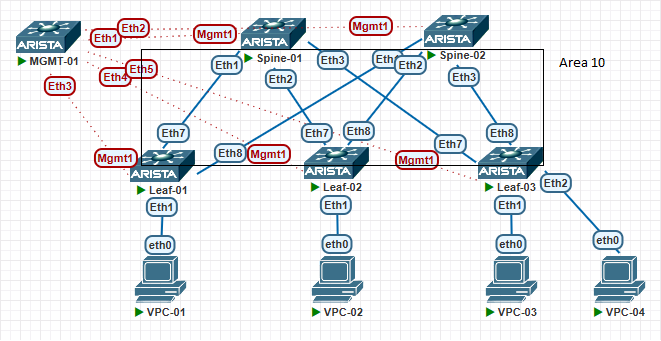 Eth2
Eth1
Mgmt1
Mgmt1
ARISTA
ARISTA
ARISTA
MGMT-01
Spine-01
Spine-02
Area 10
Eth1
Eth3
Eth
Eth5
Eth4
Eth2
Eth2
Eth3
Eth3
Eth7
Eth7
Eth8
Eth8
Eth7
Mgmt1
Eth8
Mgmt1
Mgmt1
ARISTA
ARISTA
ARISTA
Leaf-01
Leaf-02
Leaf-03
Eth2
Eth1
Eth1
Eth1
eth0
eth0
eth0
eth0
VPC-01
VPC-02
VPC-03
VPC-04